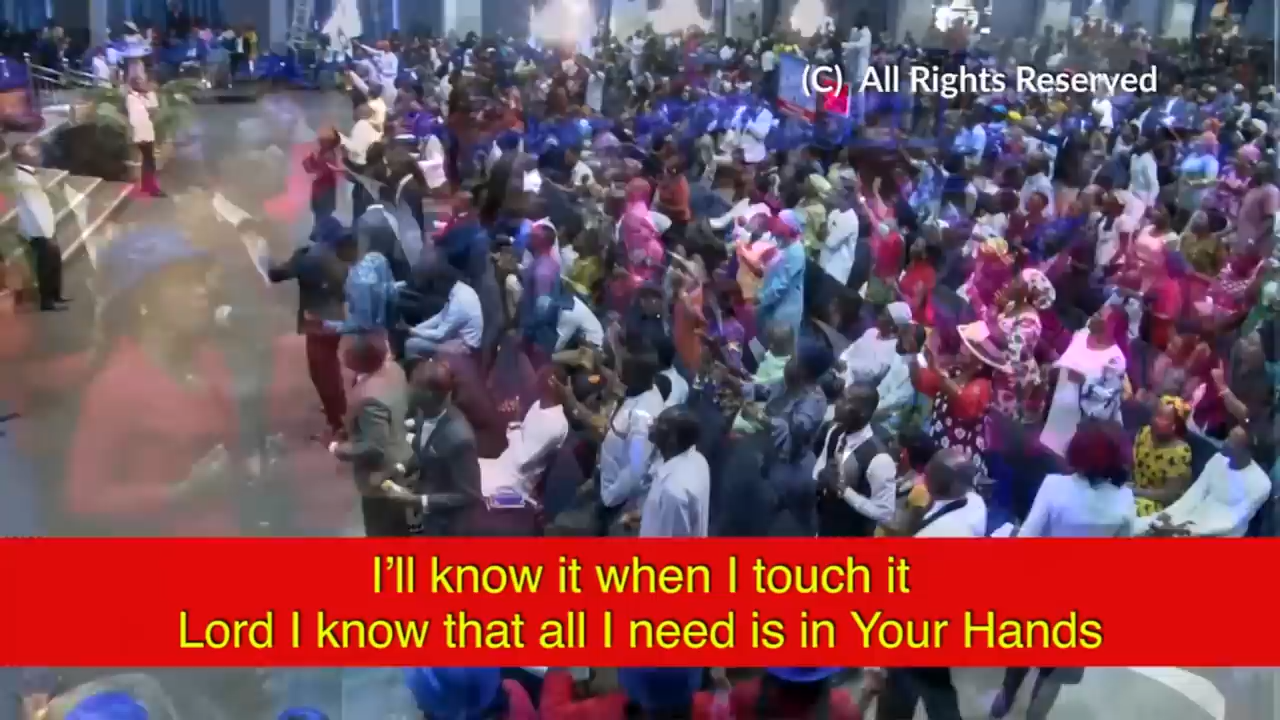 (C) All Rights Reserved
I’ll know it when I touch it
Lord I know that all I need is in Your Hands